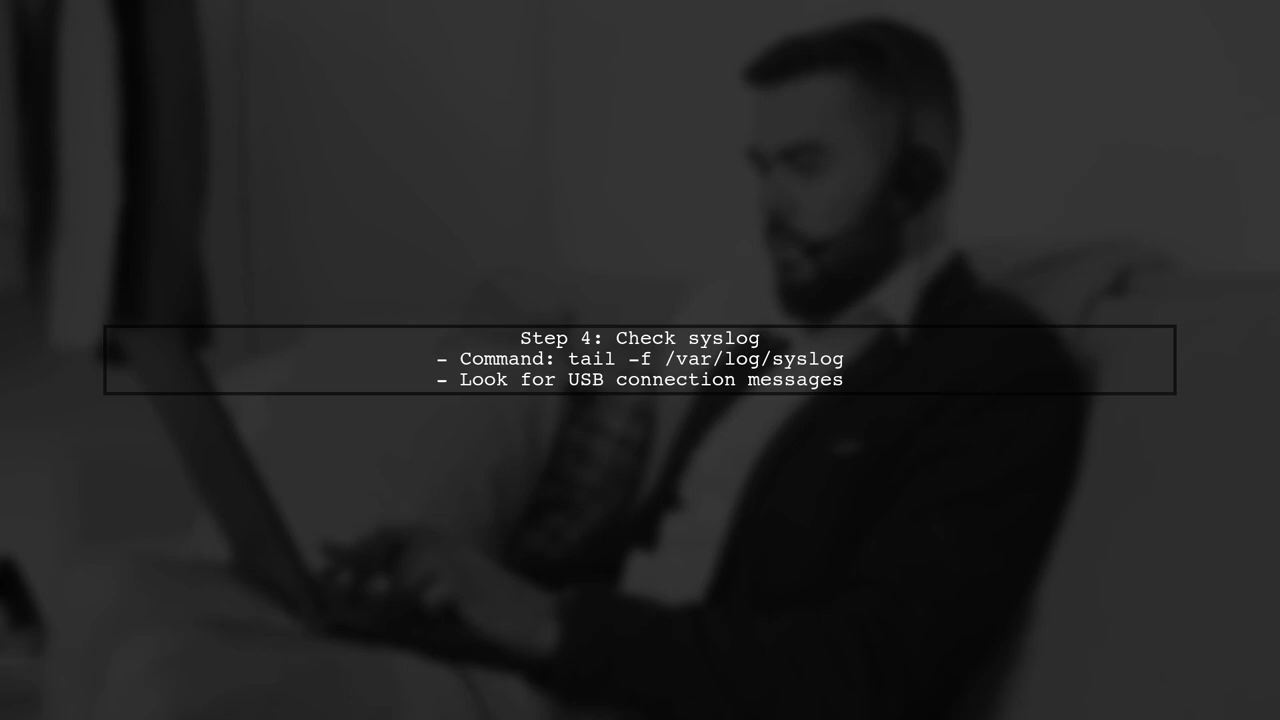 Step 4: Check syslog
- Command: tail -f /var/log/syslog
- Look for USB connection messages